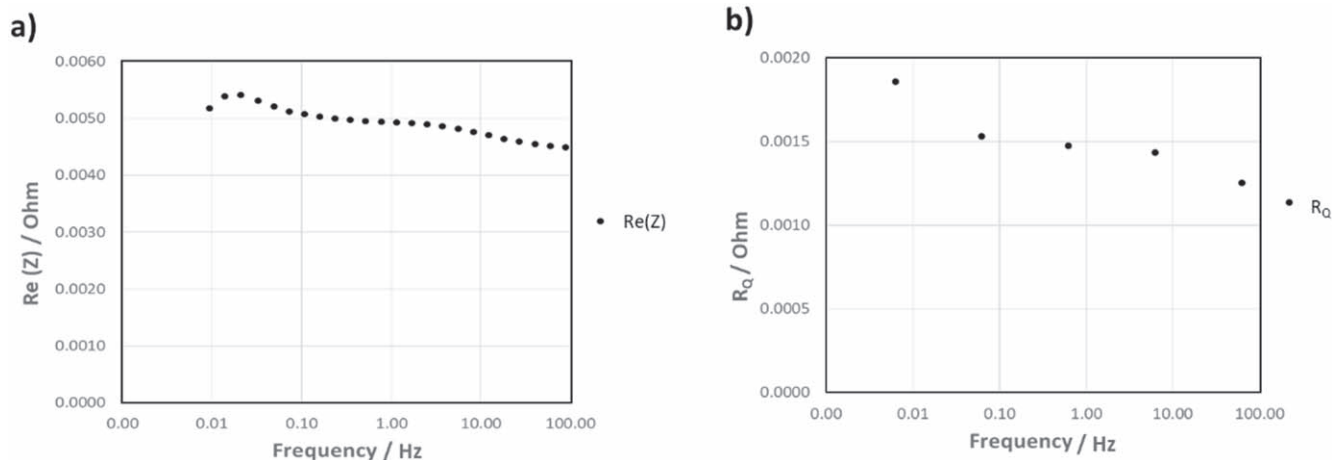 a)
Re (Z) / Ohm
0.0060
0.0050
0.0040
0.0030
0.0020
0.0010
0.0000
0.00 0.01 0.10 1.00 10.00 100.00
Frequency / Hz
Re(Z)
b)
R_Q / Ohm
0.0020
0.0015
0.0010
0.0005
0.0000
0.00 0.01 0.10 1.00 10.00 100.00
Frequency / Hz
R_Q